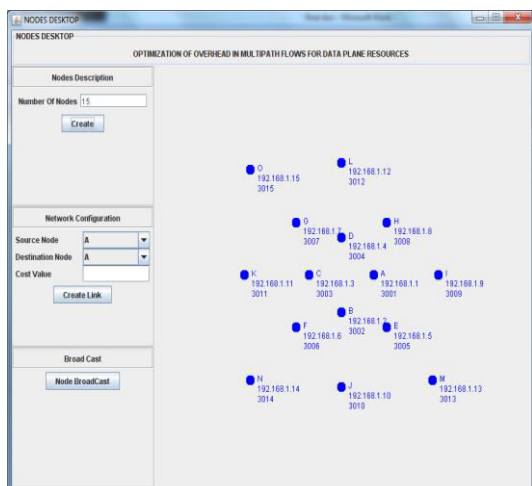 NODES DESKTOP
NODES DESKTOP
OPTIMIZATION OF OVERHEAD IN MULTIPATH FLOWS FOR DATA PLANE RESOURCES
Nodes Description
Number Of Nodes 15
Create
Network Configuration
Source Node A
Destination Node A
Cost Value
Create Link
Broad Cast
Node BroadCast
O
192.168.1.15
3015
L
192.168.1.12
3012
G
192.168.1.7
3007
D
192.168.1.4
3004
H
192.168.1.8
3008
K
192.168.1.11
3011
C
192.168.1.3
3003
A
192.168.1.1
3001
I
192.168.1.9
3009
B
192.168.1.2
3002
F
192.168.1.6
3006
E
192.168.1.5
3005
N
192.168.1.14
3014
J
192.168.1.10
3010
M
192.168.1.13
3013